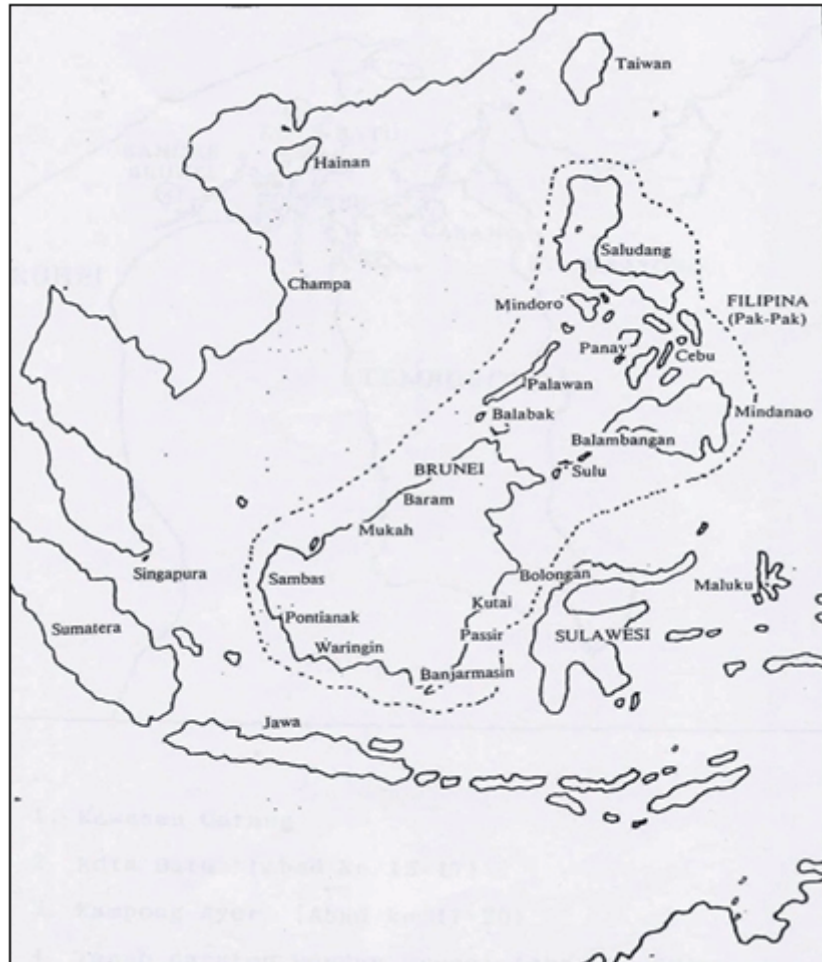 Taiwan
Hainan
Saludang
Champa
Mindoro
FILIPINA
(Pak-Pak)
Panay
Cebu
Palawan
Mindanao
Balabak
Balambangan
BRUNEI
Sulu
Baram
Mukah
Singapura
Sambas
Bolongan
Maluku
Kutai
Pontianak
Sumatera
Passir
SULAWESI
Waringin
Banjarmasin
Jawa